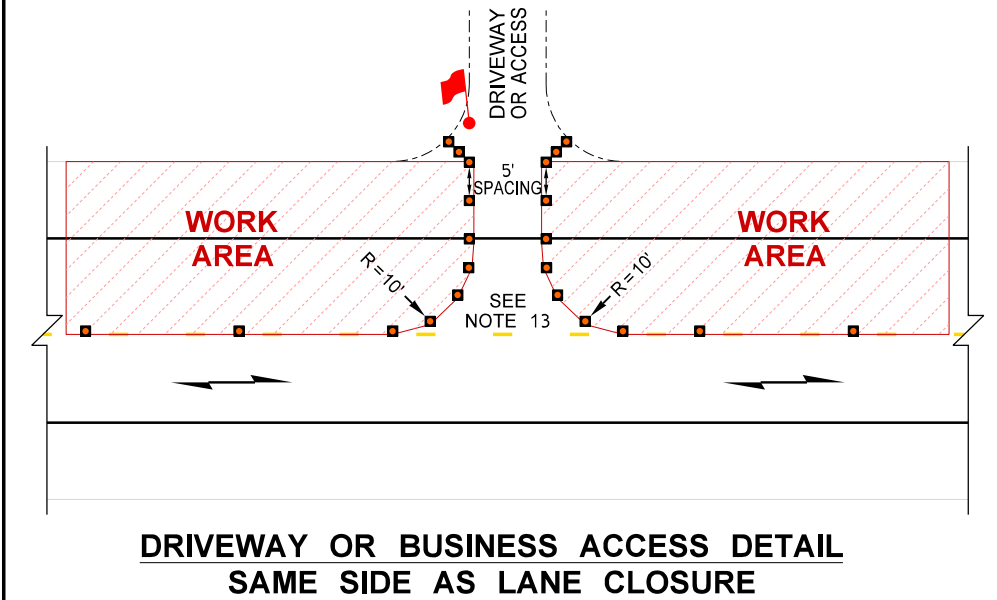 DRIVEWAY
OR ACCESS
5'
SPACING
WORK
AREA
WORK
AREA
R=10'
R=10'
SEE
NOTE 13
DRIVEWAY OR BUSINESS ACCESS DETAIL
SAME SIDE AS LANE CLOSURE